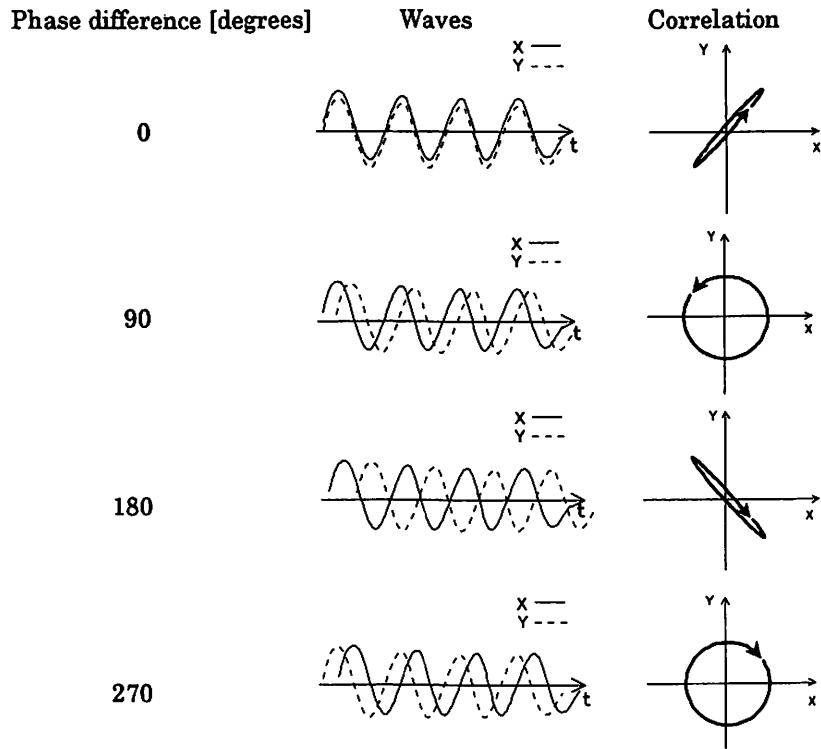 Phase difference [degrees] Waves Correlation
X
Y
t
Y
x
0
X
Y
t
Y
x
90
X
Y
t
Y
x
180
X
Y
t
Y
x
270